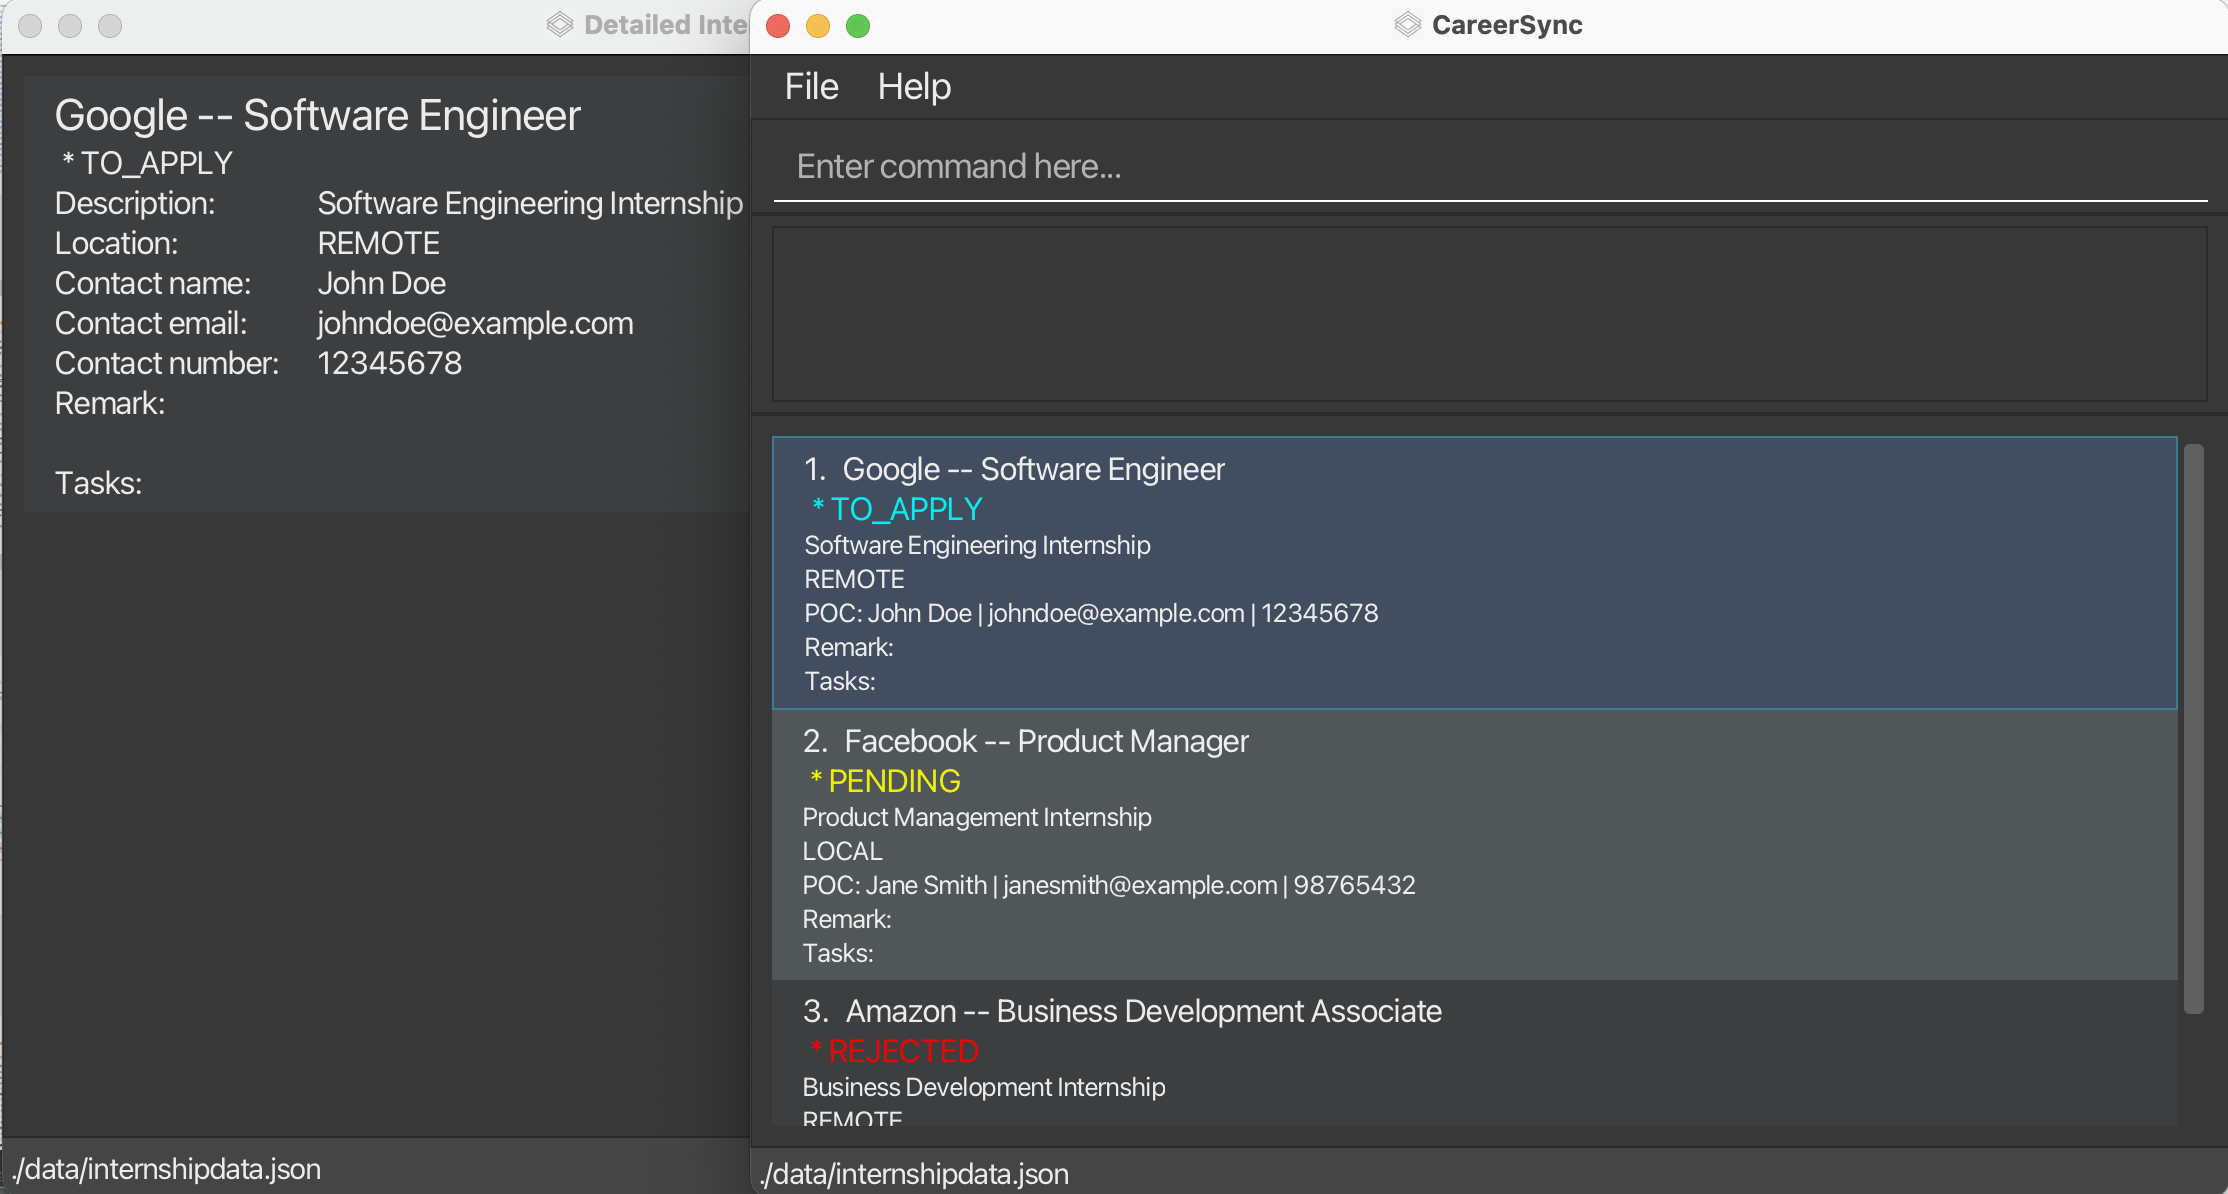 Detailed Inte
Google -- Software Engineer
* TO_APPLY
Description: Software Engineering Internship
Location: REMOTE
Contact name: John Doe
Contact email: johndoe@example.com
Contact number: 12345678
Remark:
Tasks:
./data/internshipdata.json
CareerSync
File Help
Enter command here...
1. Google -- Software Engineer
* TO_APPLY
Software Engineering Internship
REMOTE
POC: John Doe | johndoe@example.com | 12345678
Remark:
Tasks:
2. Facebook -- Product Manager
* PENDING
Product Management Internship
LOCAL
POC: Jane Smith | janesmith@example.com | 98765432
Remark:
Tasks:
3. Amazon -- Business Development Associate
* REJECTED
Business Development Internship
REMOTE
./data/internshipdata.json